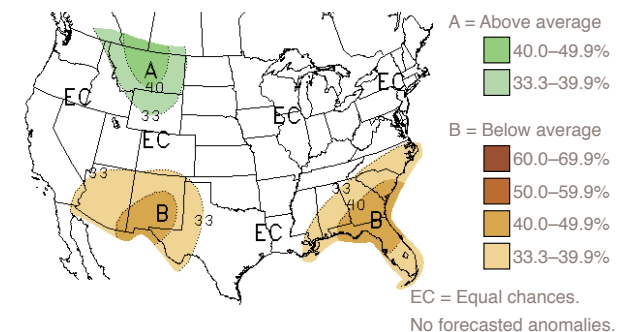 A = Above average
40.0–49.9%
33.3–39.9%
B = Below average
60.0–69.9%
50.0–59.9%
40.0–49.9%
33.3–39.9%
EC = Equal chances.
No forecasted anomalies.
A
40
33
EC
EC
EC
EC
33
B
33
EC
33
40
B